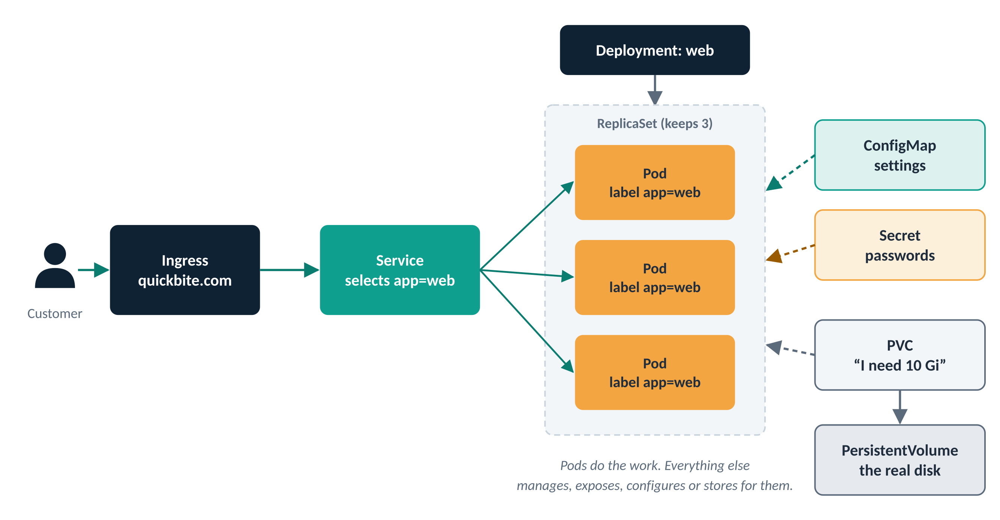 Deployment: web
ReplicaSet (keeps 3)
Pod
label app=web
Pod
label app=web
Pod
label app=web
Customer
Ingress
quickbite.com
Service
selects app=web
ConfigMap
settings
Secret
passwords
PVC
“I need 10 Gi”
PersistentVolume
the real disk
Pods do the work. Everything else
manages, exposes, configures or stores for them.